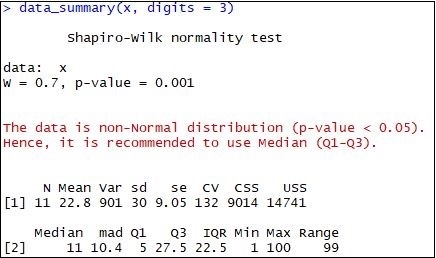 > data_summary(x, digits = 3)
Shapiro-Wilk normality test
data:  x
W = 0.7, p-value = 0.001
The data is non-Normal distribution (p-value < 0.05).
Hence, it is recommended to use Median (Q1-Q3).
N Mean Var sd   se  CV  CSS   USS
[1] 11 22.8 901 30 9.05 132 9014 14741
Median  mad Q1   Q3  IQR Min Max Range
[2]     11 10.4  5 27.5 22.5   1 100    99